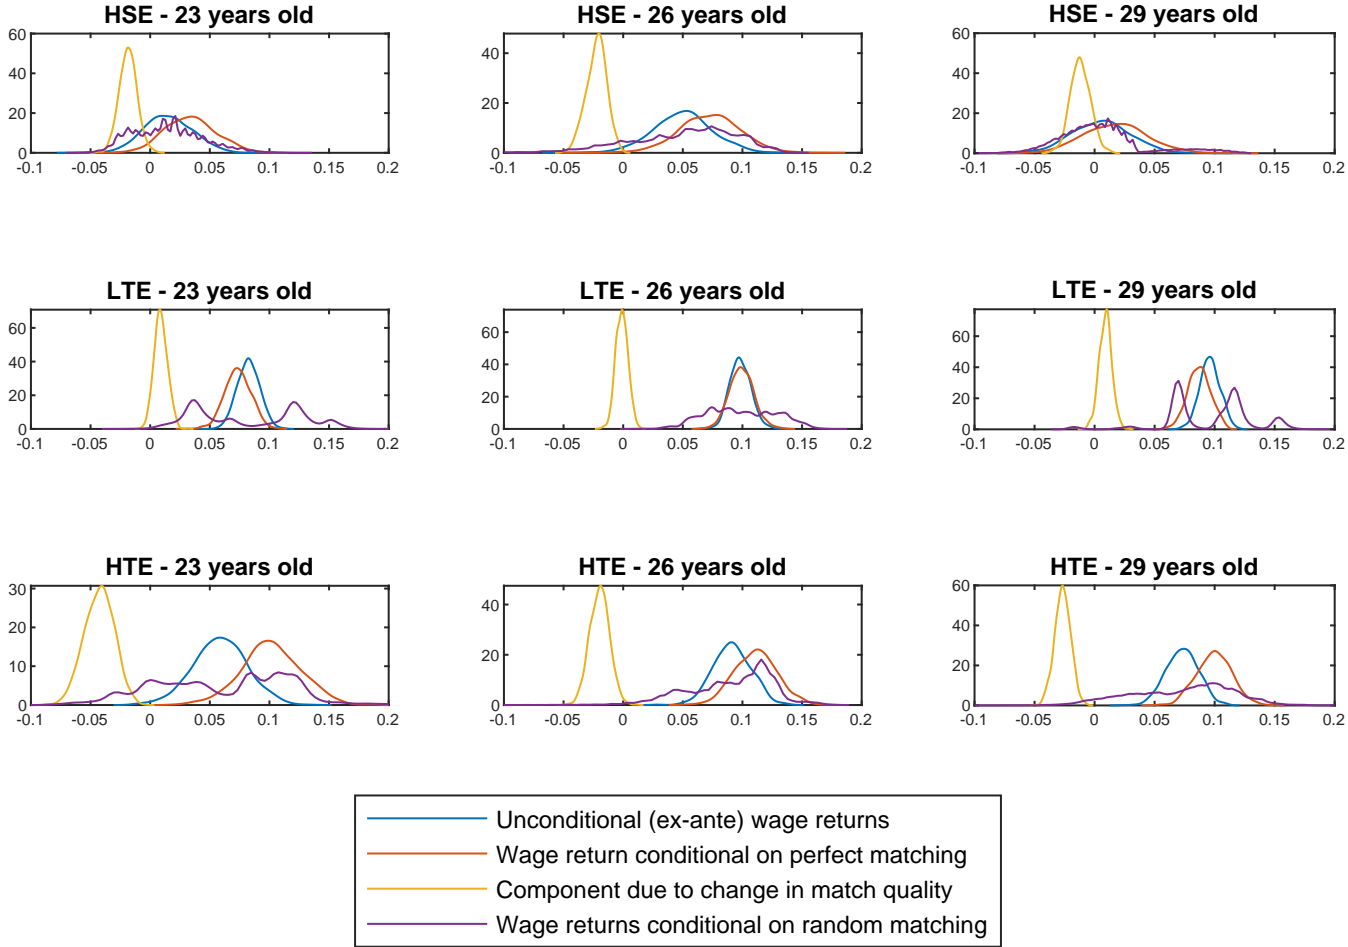 HSE - 23 years old
60
40
20
0
-0.1 -0.05 0 0.05 0.1 0.15 0.2
HSE - 26 years old
40
20
0
-0.1 -0.05 0 0.05 0.1 0.15 0.2
HSE - 29 years old
60
40
20
0
-0.1 -0.05 0 0.05 0.1 0.15 0.2
LTE - 23 years old
60
40
20
0
-0.1 -0.05 0 0.05 0.1 0.15 0.2
LTE - 26 years old
60
40
20
0
-0.1 -0.05 0 0.05 0.1 0.15 0.2
LTE - 29 years old
60
40
20
0
-0.1 -0.05 0 0.05 0.1 0.15 0.2
HTE - 23 years old
30
20
10
0
-0.1 -0.05 0 0.05 0.1 0.15 0.2
HTE - 26 years old
40
20
0
-0.1 -0.05 0 0.05 0.1 0.15 0.2
HTE - 29 years old
60
40
20
0
-0.1 -0.05 0 0.05 0.1 0.15 0.2
Unconditional (ex-ante) wage returns
Wage return conditional on perfect matching
Component due to change in match quality
Wage returns conditional on random matching